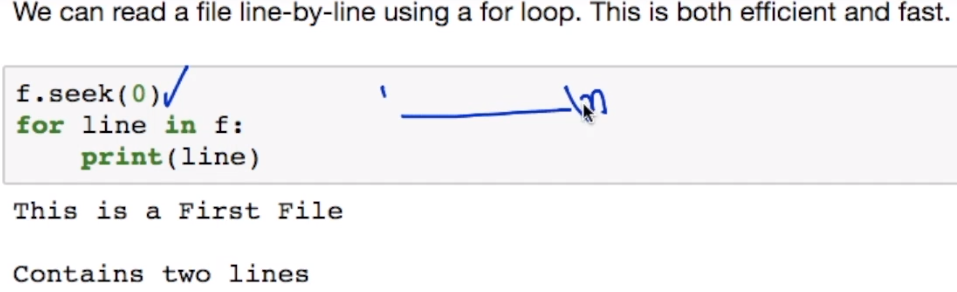 We can read a file line-by-line using a for loop. This is both efficient and fast.
f.seek(0)
\n
for line in f:
    print(line)
This is a First File
Contains two lines